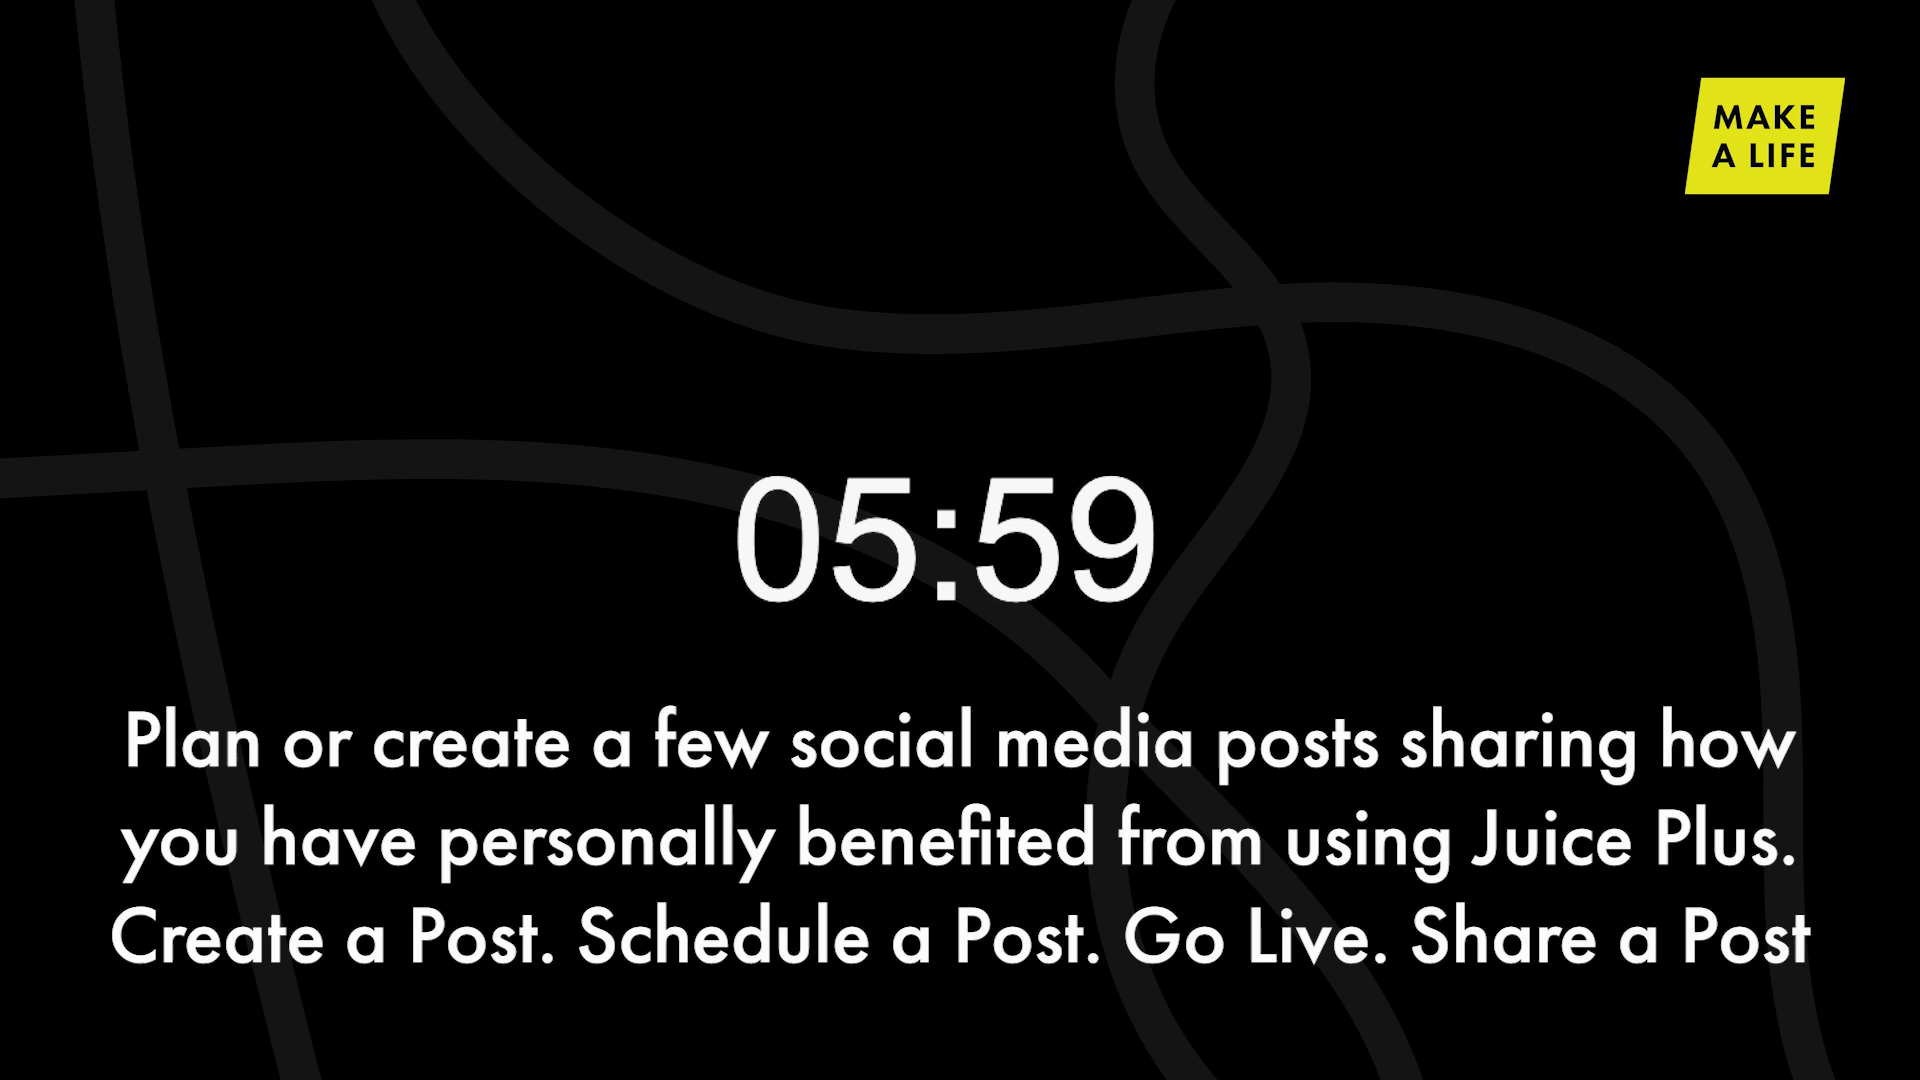 MAKE
A LIFE
05:59
Plan or create a few social media posts sharing how
you have personally benefited from using Juice Plus.
Create a Post. Schedule a Post. Go Live. Share a Post